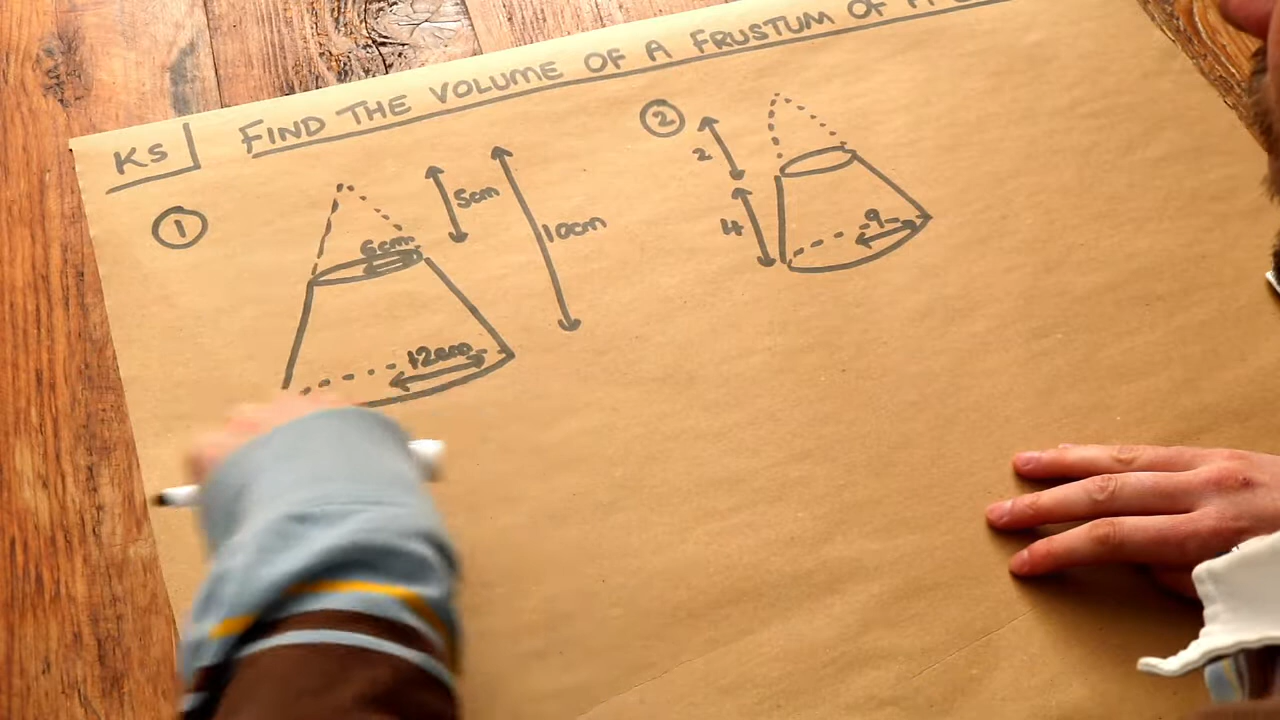 KS
FIND THE VOLUME OF A FRUSTUM OF
1
6cm
5cm
10cm
12cm
2
2
4
9